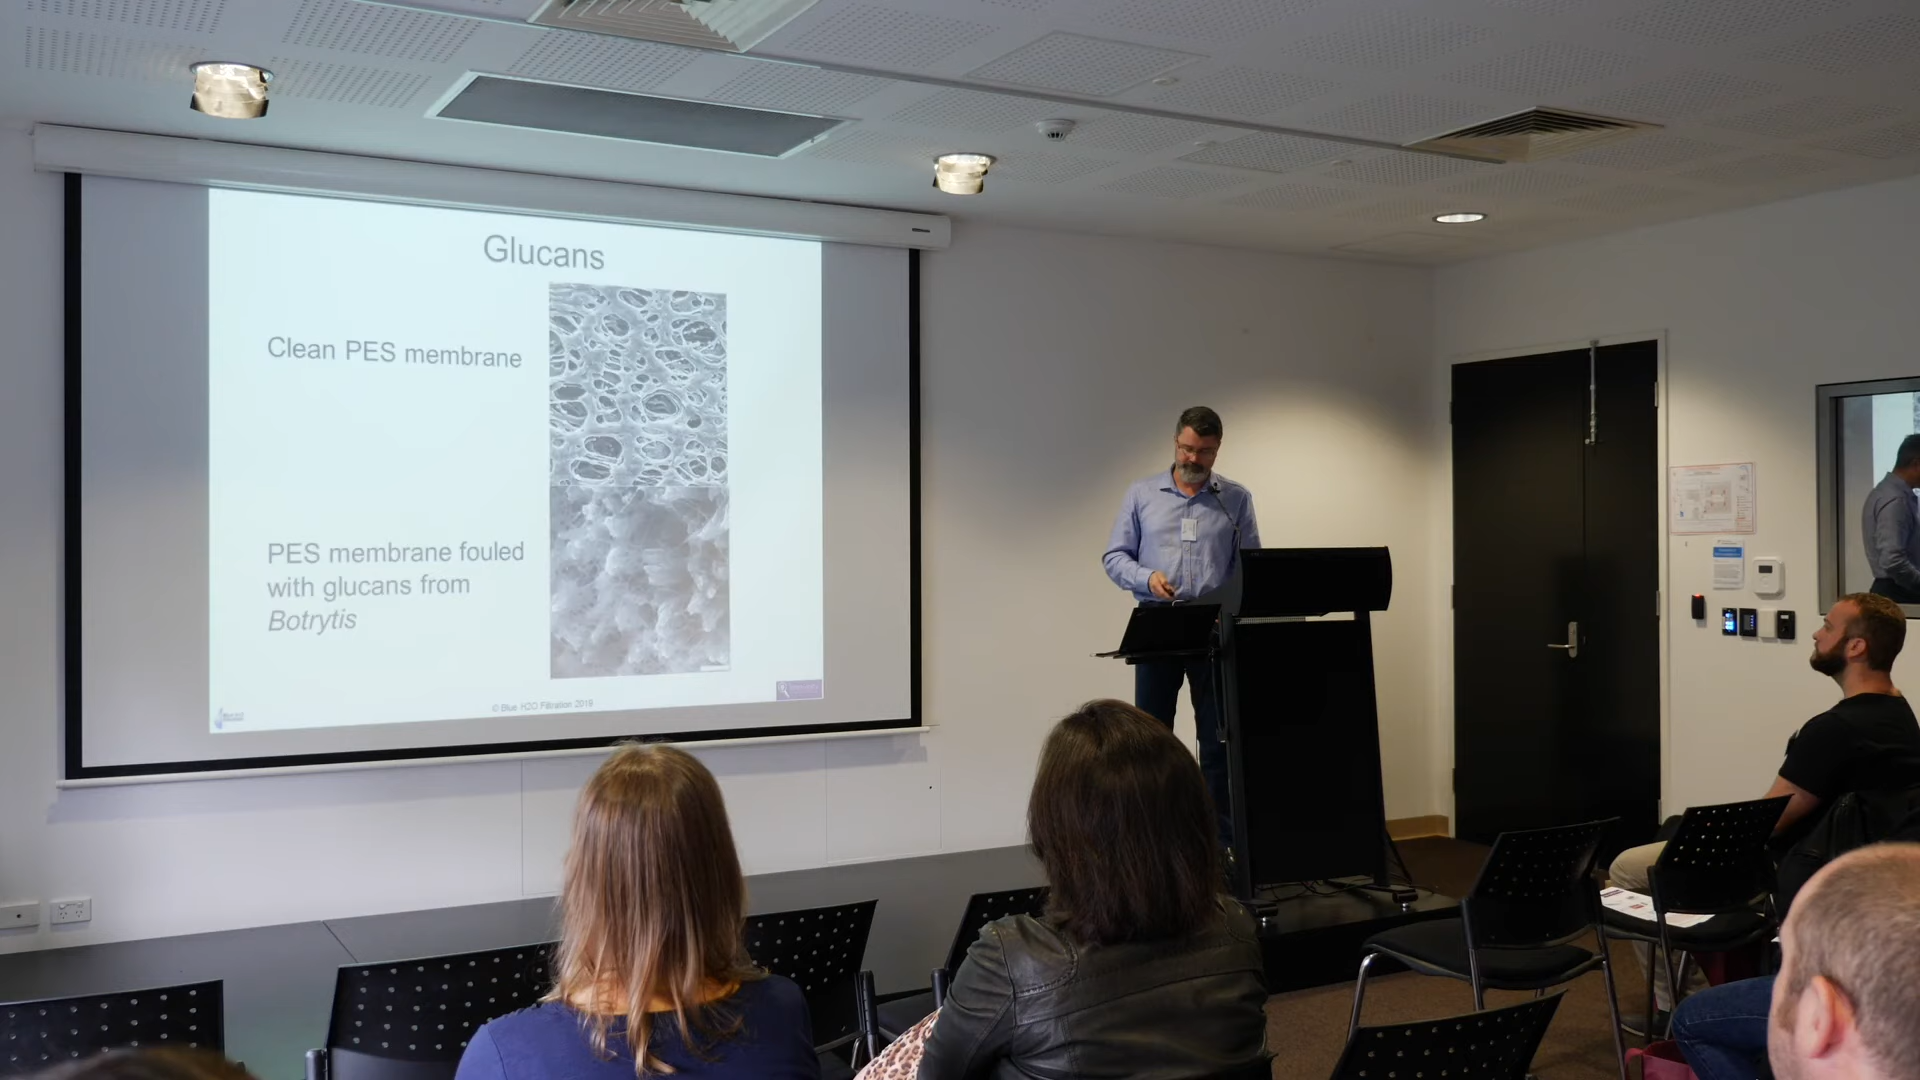 Glucans
Clean PES membrane
PES membrane fouled
with glucans from
Botrytis
© Blue H2O Filtration 2019